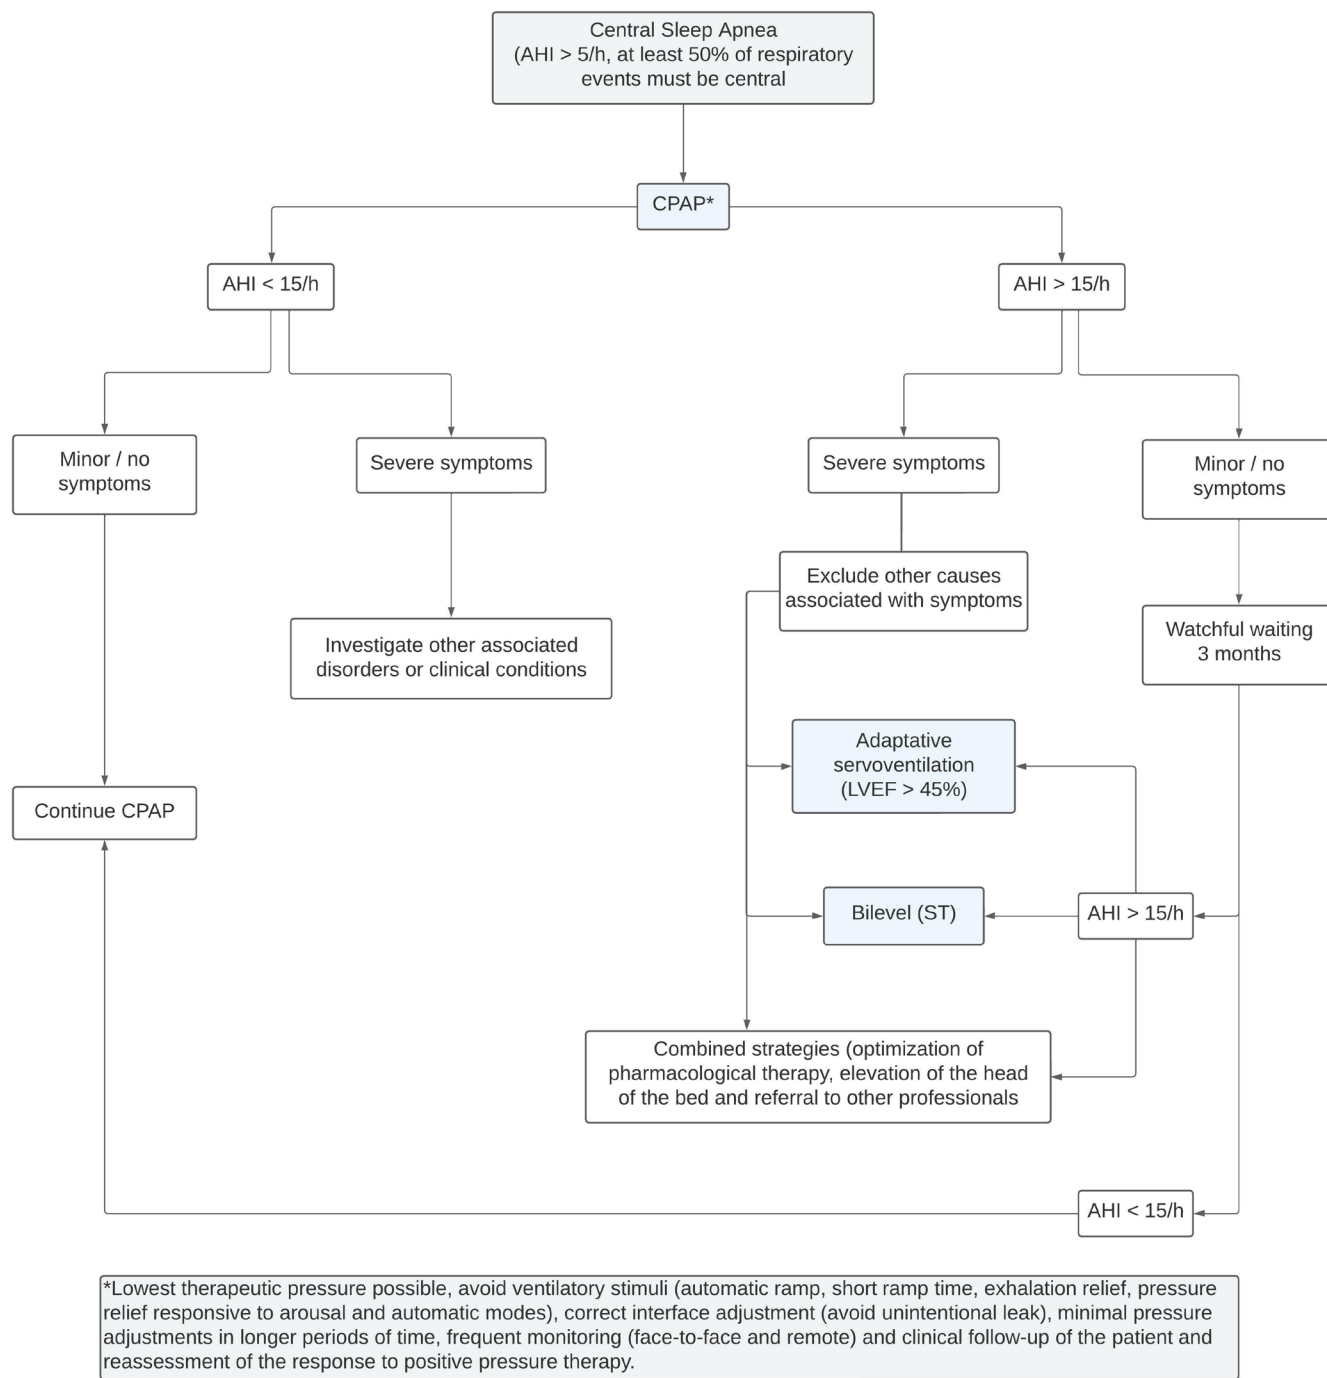 Central Sleep Apnea
(AHI > 5/h, at least 50% of respiratory
events must be central
CPAP*
AHI < 15/h
AHI > 15/h
Minor / no
symptoms
Severe symptoms
Severe symptoms
Minor / no
symptoms
Exclude other causes
associated with symptoms
Investigate other associated
disorders or clinical conditions
Watchful waiting
3 months
Adaptative
servoventilation
(LVEF > 45%)
Continue CPAP
Bilevel (ST)
AHI > 15/h
Combined strategies (optimization of
pharmacological therapy, elevation of the head
of the bed and referral to other professionals
AHI < 15/h
*Lowest therapeutic pressure possible, avoid ventilatory stimuli (automatic ramp, short ramp time, exhalation relief, pressure
relief responsive to arousal and automatic modes), correct interface adjustment (avoid unintentional leak), minimal pressure
adjustments in longer periods of time, frequent monitoring (face-to-face and remote) and clinical follow-up of the patient and
reassessment of the response to positive pressure therapy.